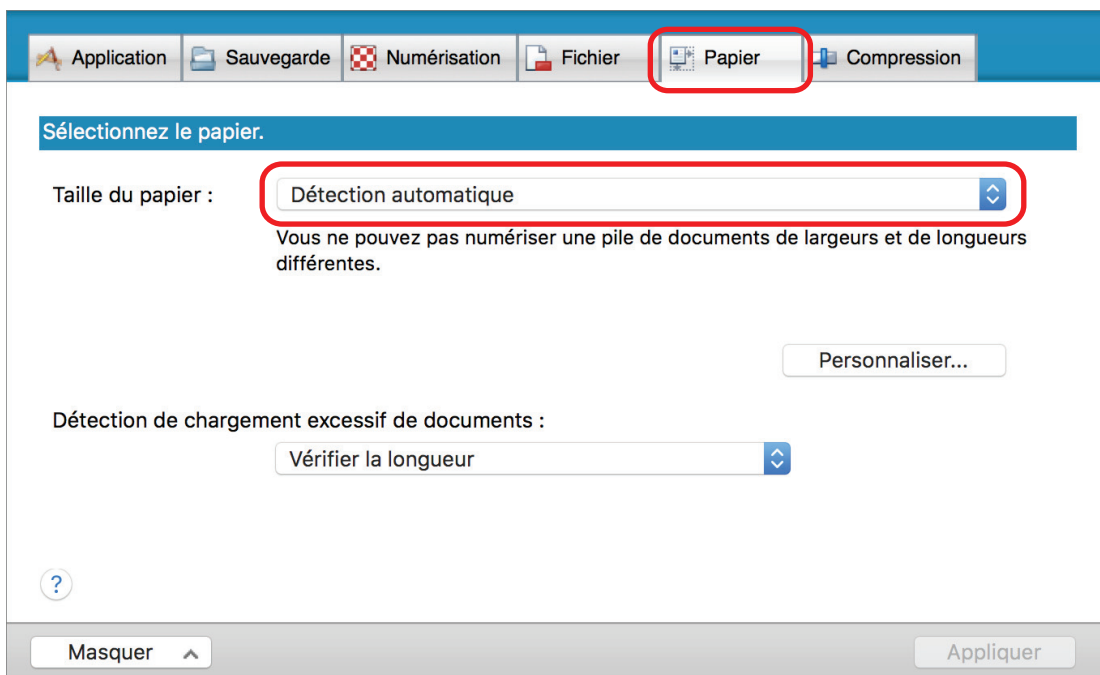 Application Sauvegarde Numérisation Fichier Papier Compression
Sélectionnez le papier.
Taille du papier : Détection automatique
Vous ne pouvez pas numériser une pile de documents de largeurs et de longueurs
différentes.
Personnaliser...
Détection de chargement excessif de documents :
Vérifier la longueur
?
Masquer Appliquer